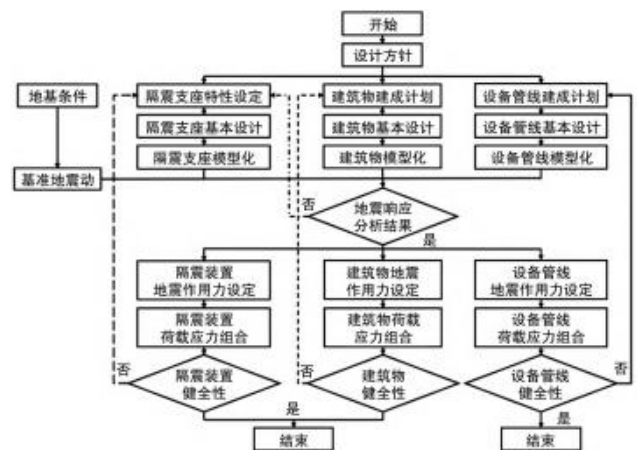 开始
设计方针
地基条件
隔震支座特性设定
建筑物建成计划
设备管线建成计划
隔震支座基本设计
建筑物基本设计
设备管线基本设计
隔震支座模型化
建筑物模型化
设备管线模型化
基准地震动
否
地震响应
分析结果
是
隔震装置
地震作用力设定
建筑物地震
作用力设定
设备管线
地震作用力设定
隔震装置
荷载应力组合
建筑物荷载
应力组合
设备管线
荷载应力组合
否
隔震装置
健全性
否
建筑物
健全性
设备管线
健全性
否
是
是
结束
结束